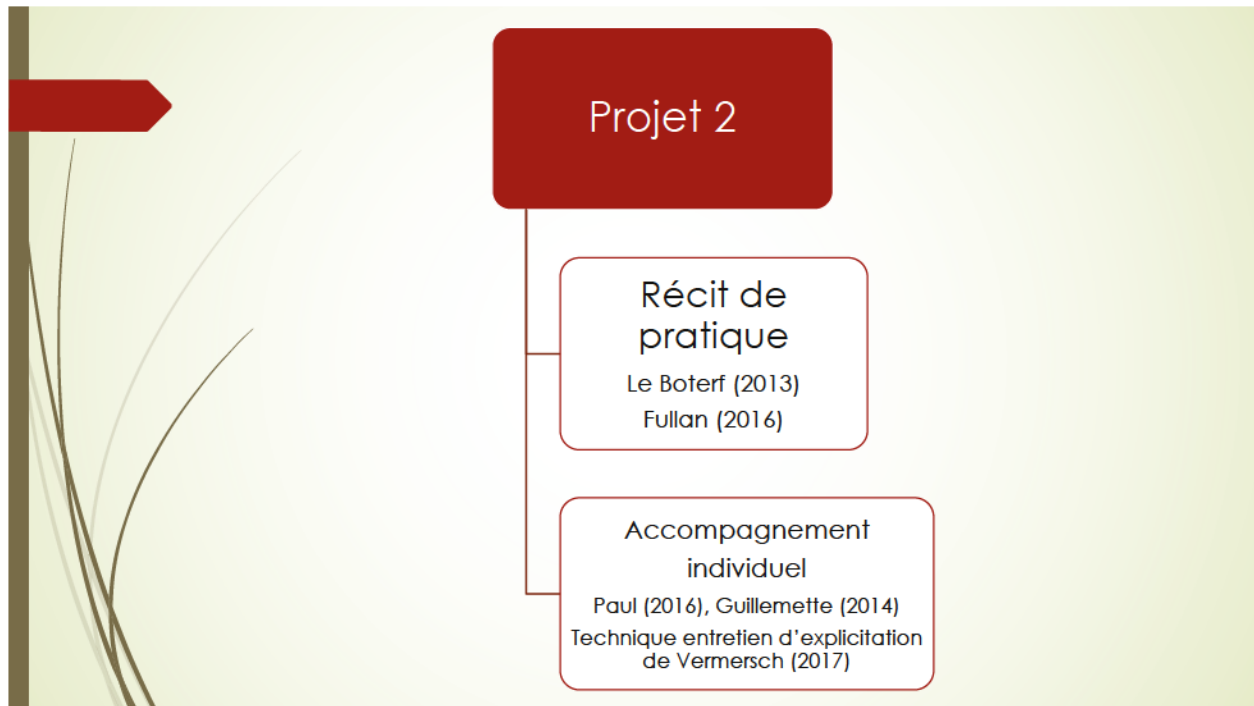 Projet 2
Récit de
pratique
Le Boterf (2013)
Fullan (2016)
Accompagnement
individuel
Paul (2016), Guillemette (2014)
Technique entretien d'explicitation
de Vermersch (2017)